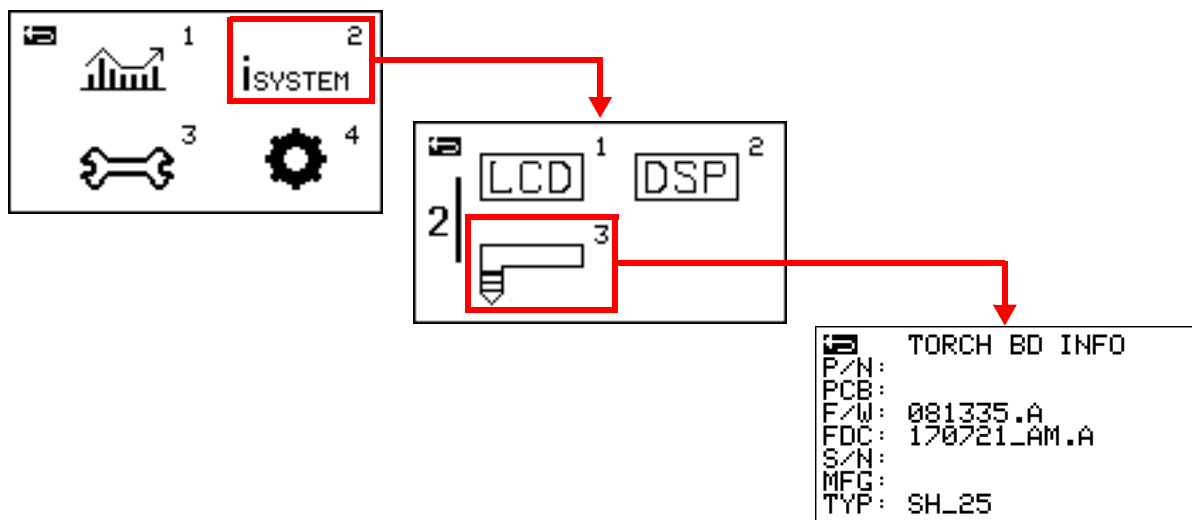 1
2
iSYSTEM
3
4
2
LCD 1
DSP 2
3
TORCH BD INFO
P/N:
PCB:
F/W: 081335.A
FDC: 170721_AM.A
S/N:
MFG:
TYP: SH_25